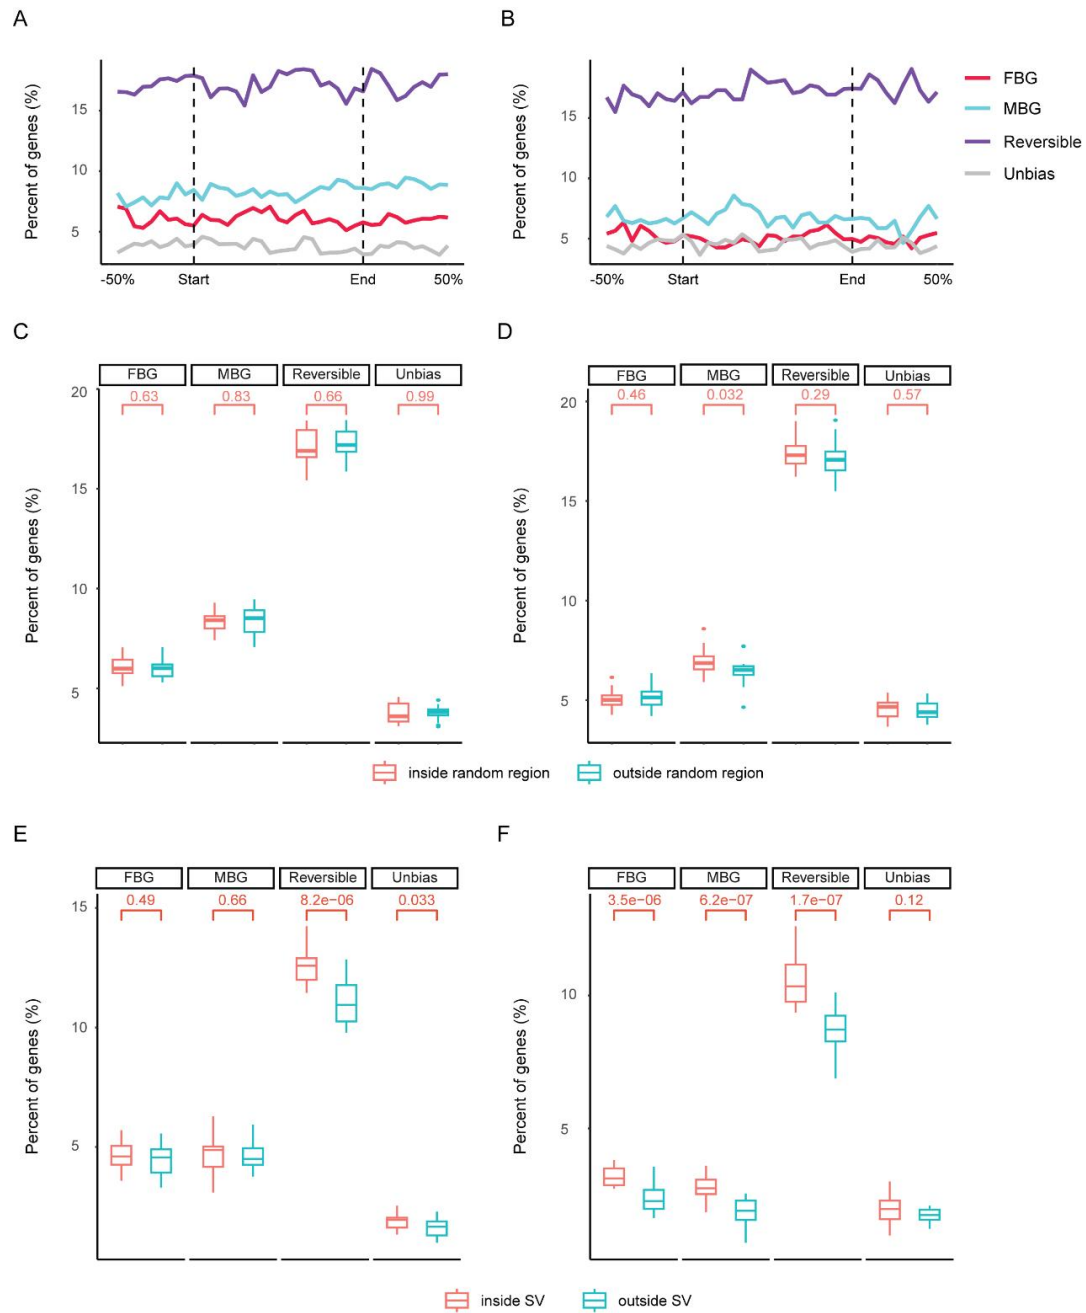 A
B
Percent of genes (%)
15
10
5
-50%
Start
End
50%
Percent of genes (%)
15
10
5
-50%
Start
End
50%
FBG
MBG
Reversible
Unbias
C
D
Percent of genes (%)
FBG
MBG
Reversible
Unbias
0.63
0.83
0.66
0.99
20
15
10
5
Percent of genes (%)
FBG
MBG
Reversible
Unbias
0.46
0.032
0.29
0.57
20
15
10
5
inside random region
outside random region
E
F
Percent of genes (%)
FBG
MBG
Reversible
Unbias
0.49
0.66
8.2e−06
0.033
15
10
5
Percent of genes (%)
FBG
MBG
Reversible
Unbias
3.5e−06
6.2e−07
1.7e−07
0.12
10
5
inside SV
outside SV